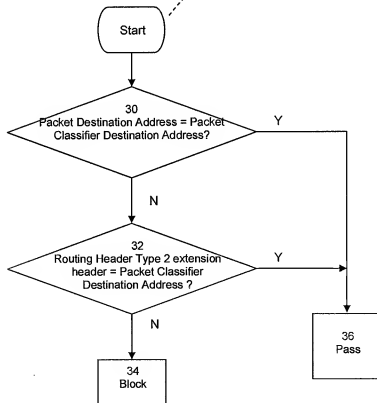 Start
30
Packet Destination Address = Packet
Classifier Destination Address?
Y
N
32
Routing Header Type 2 extension
header = Packet Classifier
Destination Address ?
Y
N
36
Pass
34
Block